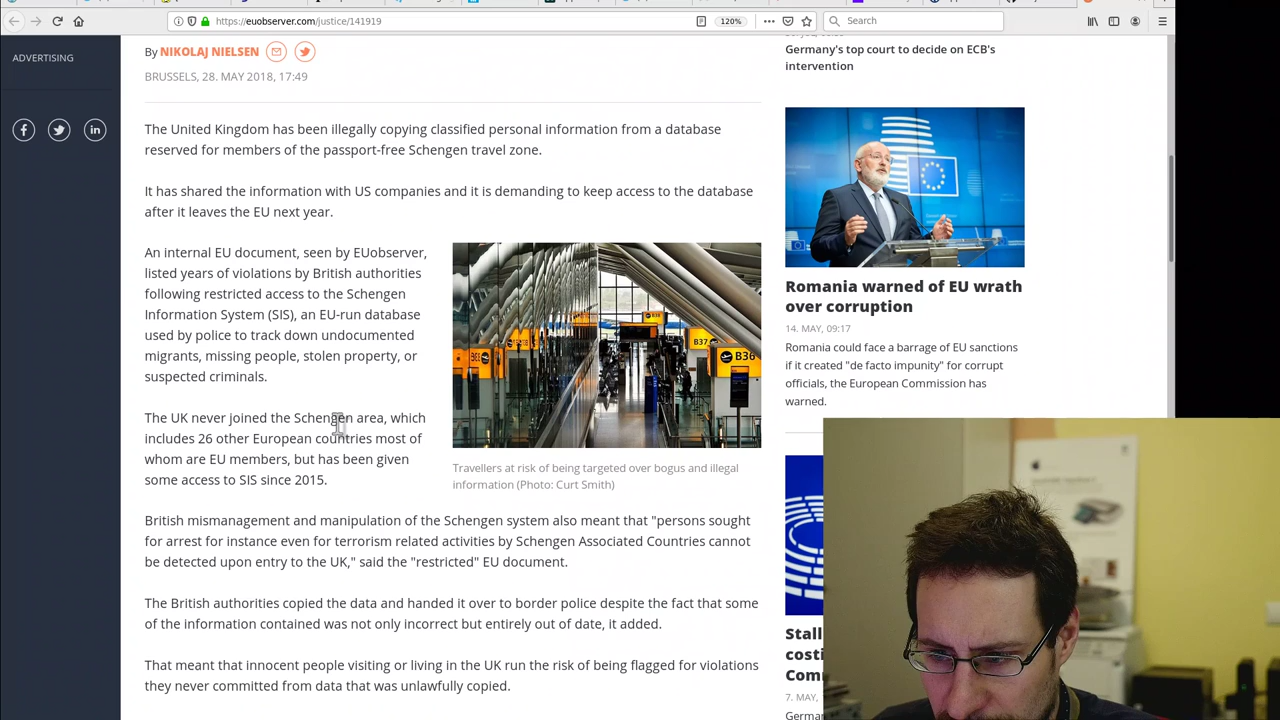 https://euobserver.com/justice/141919
120%
Search
ADVERTISING
By NIKOLAJ NIELSEN
BRUSSELS, 28. MAY 2018, 17:49
The United Kingdom has been illegally copying classified personal information from a database
reserved for members of the passport-free Schengen travel zone.
It has shared the information with US companies and it is demanding to keep access to the database
after it leaves the EU next year.
An internal EU document, seen by EUobserver,
listed years of violations by British authorities
following restricted access to the Schengen
Information System (SIS), an EU-run database
used by police to track down undocumented
migrants, missing people, stolen property, or
suspected criminals.
The UK never joined the Schengen area, which
includes 26 other European countries most of
whom are EU members, but has been given
some access to SIS since 2015.
B38
B37
B36
Travellers at risk of being targeted over bogus and illegal
information (Photo: Curt Smith)
British mismanagement and manipulation of the Schengen system also meant that "persons sought
for arrest for instance even for terrorism related activities by Schengen Associated Countries cannot
be detected upon entry to the UK," said the "restricted" EU document.
The British authorities copied the data and handed it over to border police despite the fact that some
of the information contained was not only incorrect but entirely out of date, it added.
That meant that innocent people visiting or living in the UK run the risk of being flagged for violations
they never committed from data that was unlawfully copied.
Germany's top court to decide on ECB's
intervention
Romania warned of EU wrath
over corruption
14. MAY, 09:17
Romania could face a barrage of EU sanctions
if it created "de facto impunity" for corrupt
officials, the European Commission has
warned.
Stall
costi
Com
7. MAY,
Germa